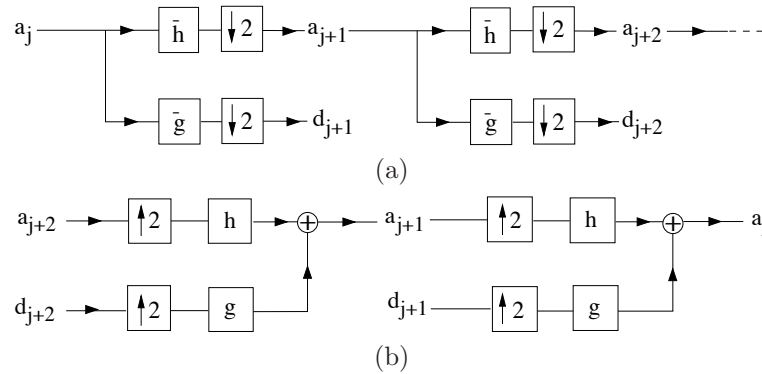 a_j h̄ ↓2 a_{j+1} h̄ ↓2 a_{j+2}
ḡ ↓2 d_{j+1} ḡ ↓2 d_{j+2}
(a)
a_{j+2} ↑2 h a_{j+1} ↑2 h a
d_{j+2} ↑2 g d_{j+1} ↑2 g
(b)